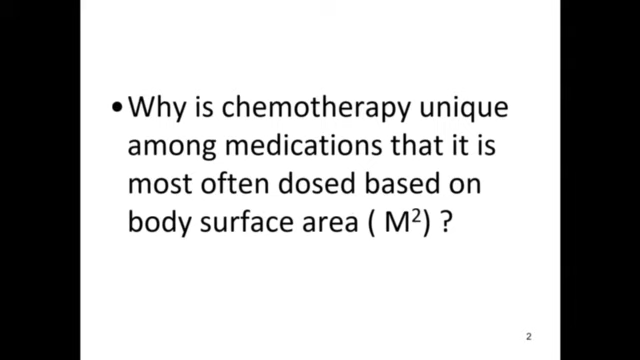 •Why is chemotherapy unique
among medications that it is
most often dosed based on
body surface area ( M²) ?
2